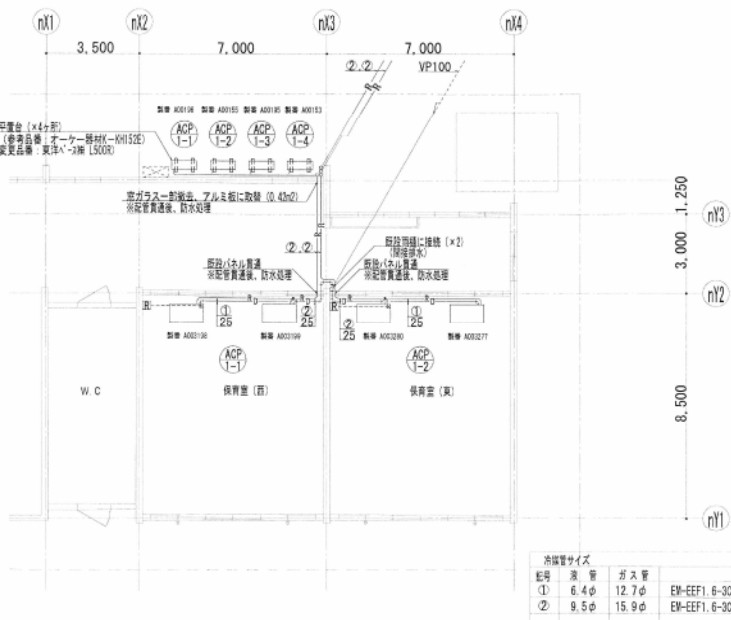 nX1 nX2 nX3 nX4
3,500 7,000 7,000
②,② VP100
製番 A00196 製番 A00155 製番 A00195 製番 A00153
平置台 (×4ヶ所)
(参考品番:オーケー器材K-KH152E)
変更品番:東洋ベース㈱ L500R)
ACP 1-1 ACP 1-2 ACP 1-3 ACP 1-4
窓ガラス一部撤去、アルミ板に取替 (0.43m2)
※配管貫通後、防水処理
1,250
nY3
②,②
既設雨樋に接続 (×2)
(間接排水)
3,000
既設パネル貫通
※配管貫通後、防水処理
既設パネル貫通
※配管貫通後、防水処理
nY2
R R R R R
① 25 ② 25 ② 25 ① 25
製番 A003198 製番 A003199 製番 A003280 製番 A003277
ACP 1-1 ACP 1-2
W.C 保育室 (西) 保育室 (東)
8,500
nY1
冷媒管サイズ
記号 液 管 ガス管
① 6.4φ 12.7φ EM-EEF1.6-3C
② 9.5φ 15.9φ EM-EEF1.6-3C